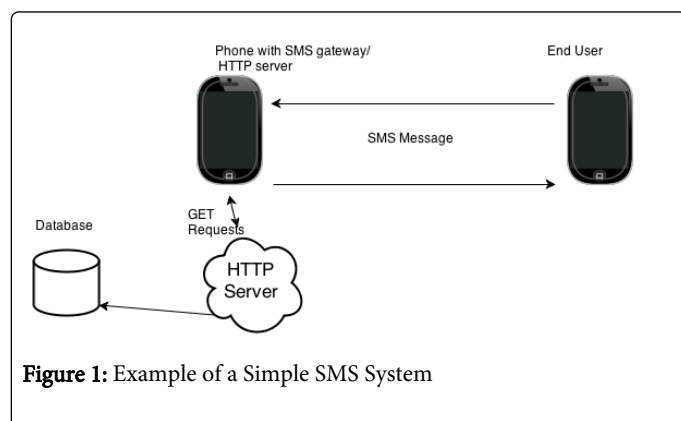 Phone with SMS gateway/
HTTP server
End User
SMS Message
GET
Requests
Database
HTTP
Server
Figure 1: Example of a Simple SMS System